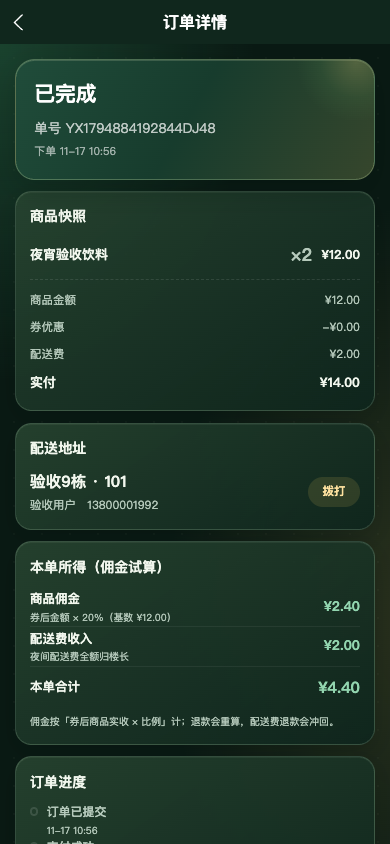 订单详情
已完成
单号 YX1794884192844DJ48
下单 11-17 10:56
商品快照
夜宵验收饮料 ×2 ¥12.00
商品金额 ¥12.00
券优惠 -¥0.00
配送费 ¥2.00
实付 ¥14.00
配送地址
验收9栋 · 101
验收用户 13800001992
拨打
本单所得（佣金试算）
商品佣金 ¥2.40
券后金额 × 20%（基数 ¥12.00）
配送费收入 ¥2.00
夜间配送费全额归楼长
本单合计 ¥4.40
佣金按「券后商品实收 × 比例」计；退款会重算，配送费退款会冲回。
订单进度
订单已提交
11-17 10:56